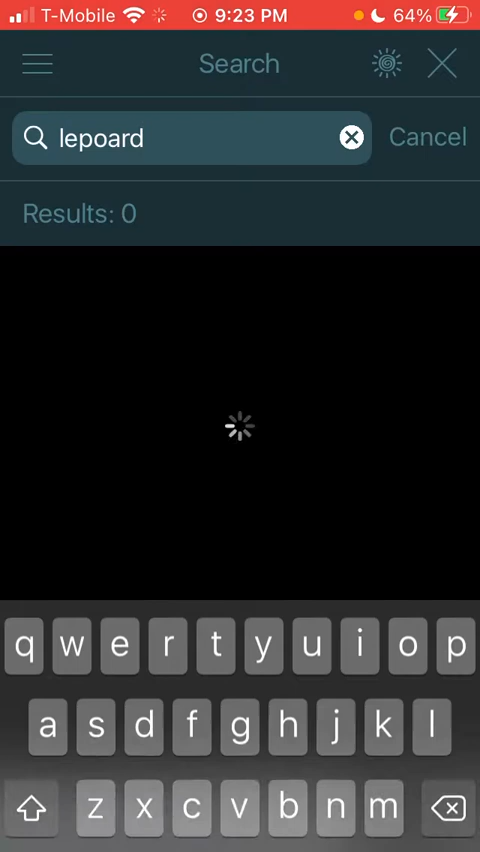 T-Mobile 9:23 PM 64%
Search
lepoard Cancel
Results: 0
q w e r t y u i o p
a s d f g h j k l
z x c v b n m